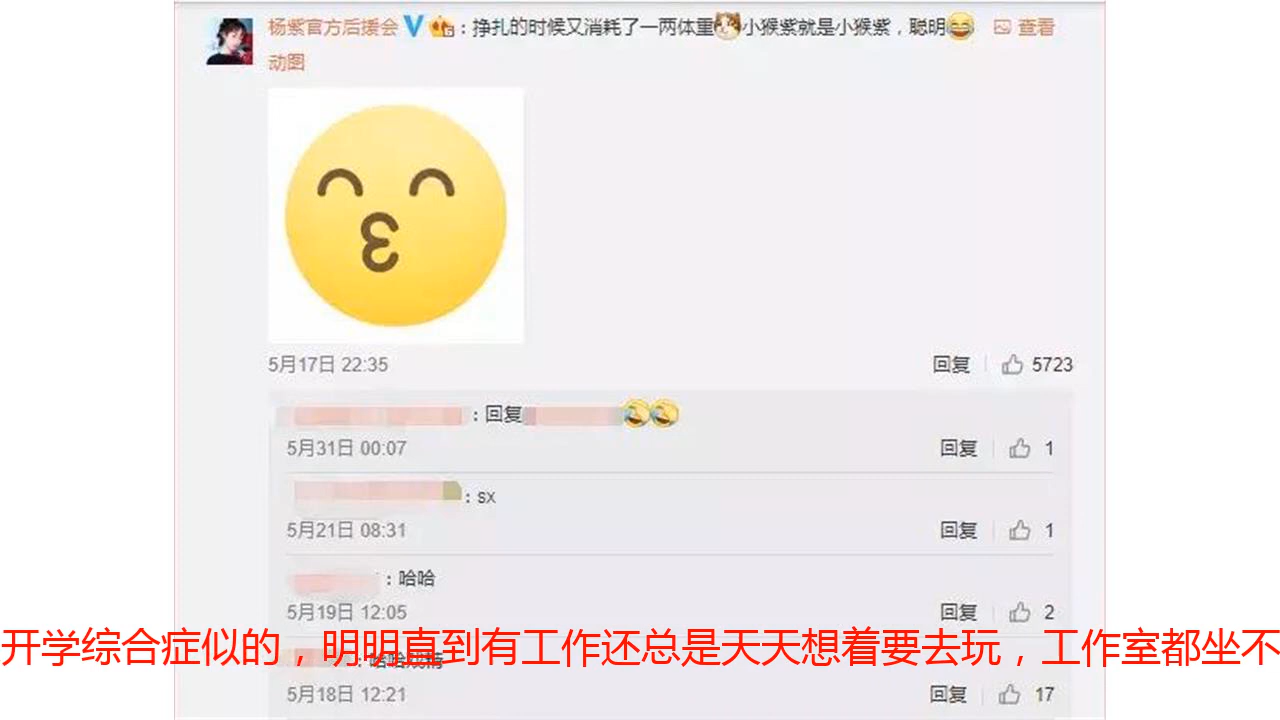 杨紫官方后援会：挣扎的时候又消耗了一两体重小猴紫就是小猴紫，聪明 查看
动图
5月17日 22:35 回复 5723
：回复
5月31日 00:07 回复 1
：sx
5月21日 08:31 回复 1
：哈哈
5月19日 12:05 回复 2
开学综合症似的，明明直到有工作还总是天天想着要去玩，工作室都坐不
：哈哈
5月18日 12:21 回复 17